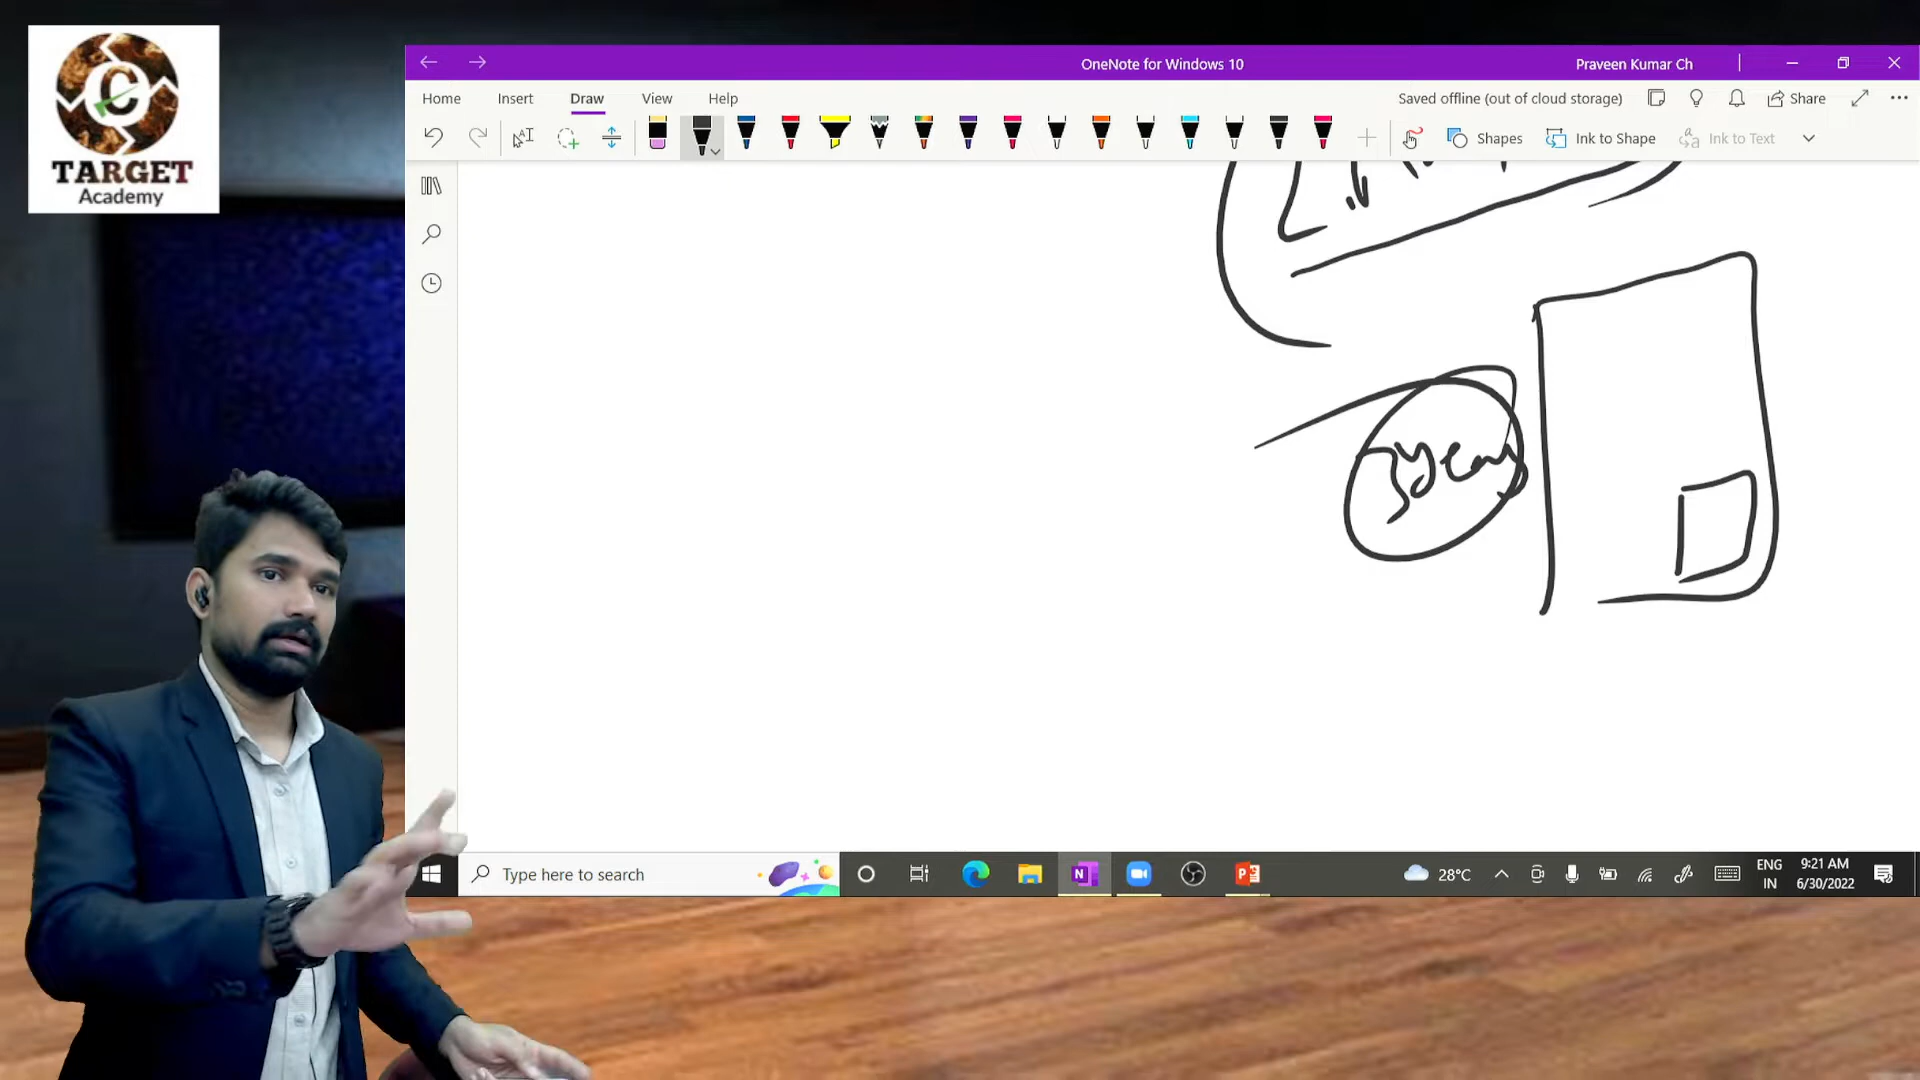 TARGET
Academy
OneNote for Windows 10
Praveen Kumar Ch
Home Insert Draw View Help
Saved offline (out of cloud storage)
Share
Shapes
Ink to Shape
Ink to Text
3years
Type here to search
28°C
ENG
IN
9:21 AM
6/30/2022